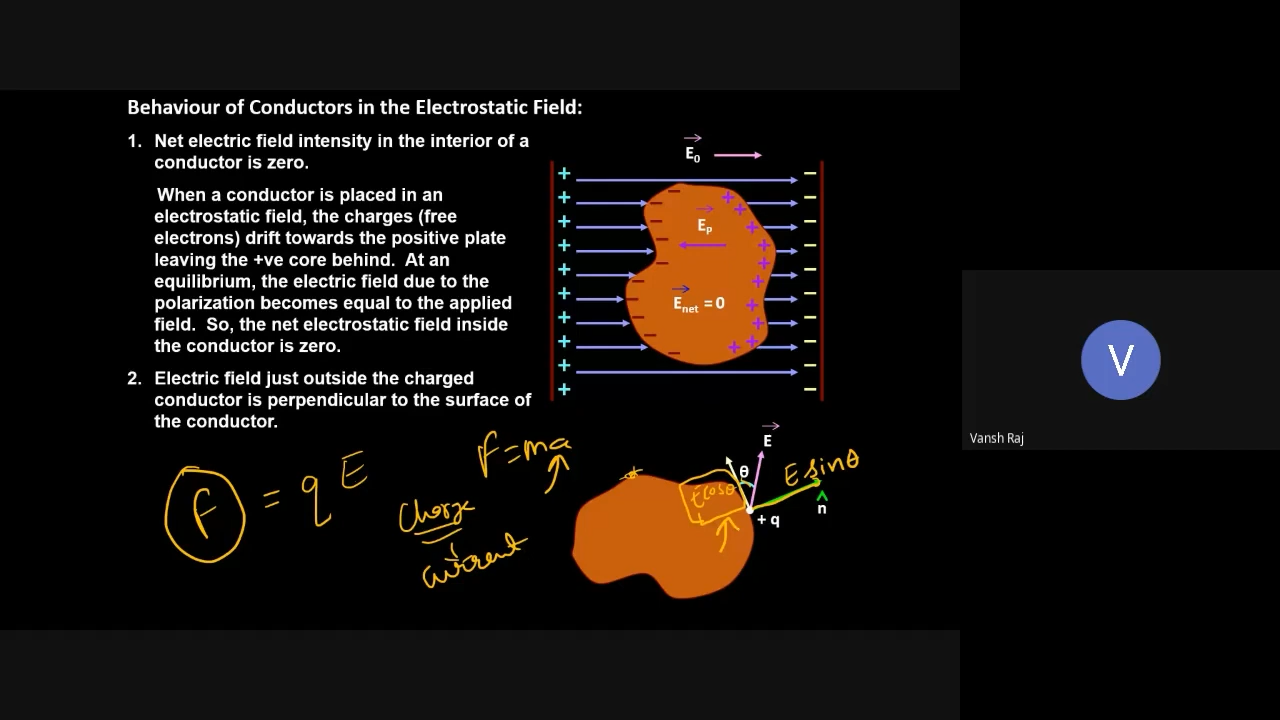 Behaviour of Conductors in the Electrostatic Field:
1. Net electric field intensity in the interior of a
conductor is zero.
When a conductor is placed in an
electrostatic field, the charges (free
electrons) drift towards the positive plate
leaving the +ve core behind. At an
equilibrium, the electric field due to the
polarization becomes equal to the applied
field. So, the net electrostatic field inside
the conductor is zero.
2. Electric field just outside the charged
conductor is perpendicular to the surface of
the conductor.
E₀
Eₚ
E net = 0
F = ma
F = q E
Charge
current
E
θ
E cosθ
E sinθ
+ q
n̂
V
Vansh Raj